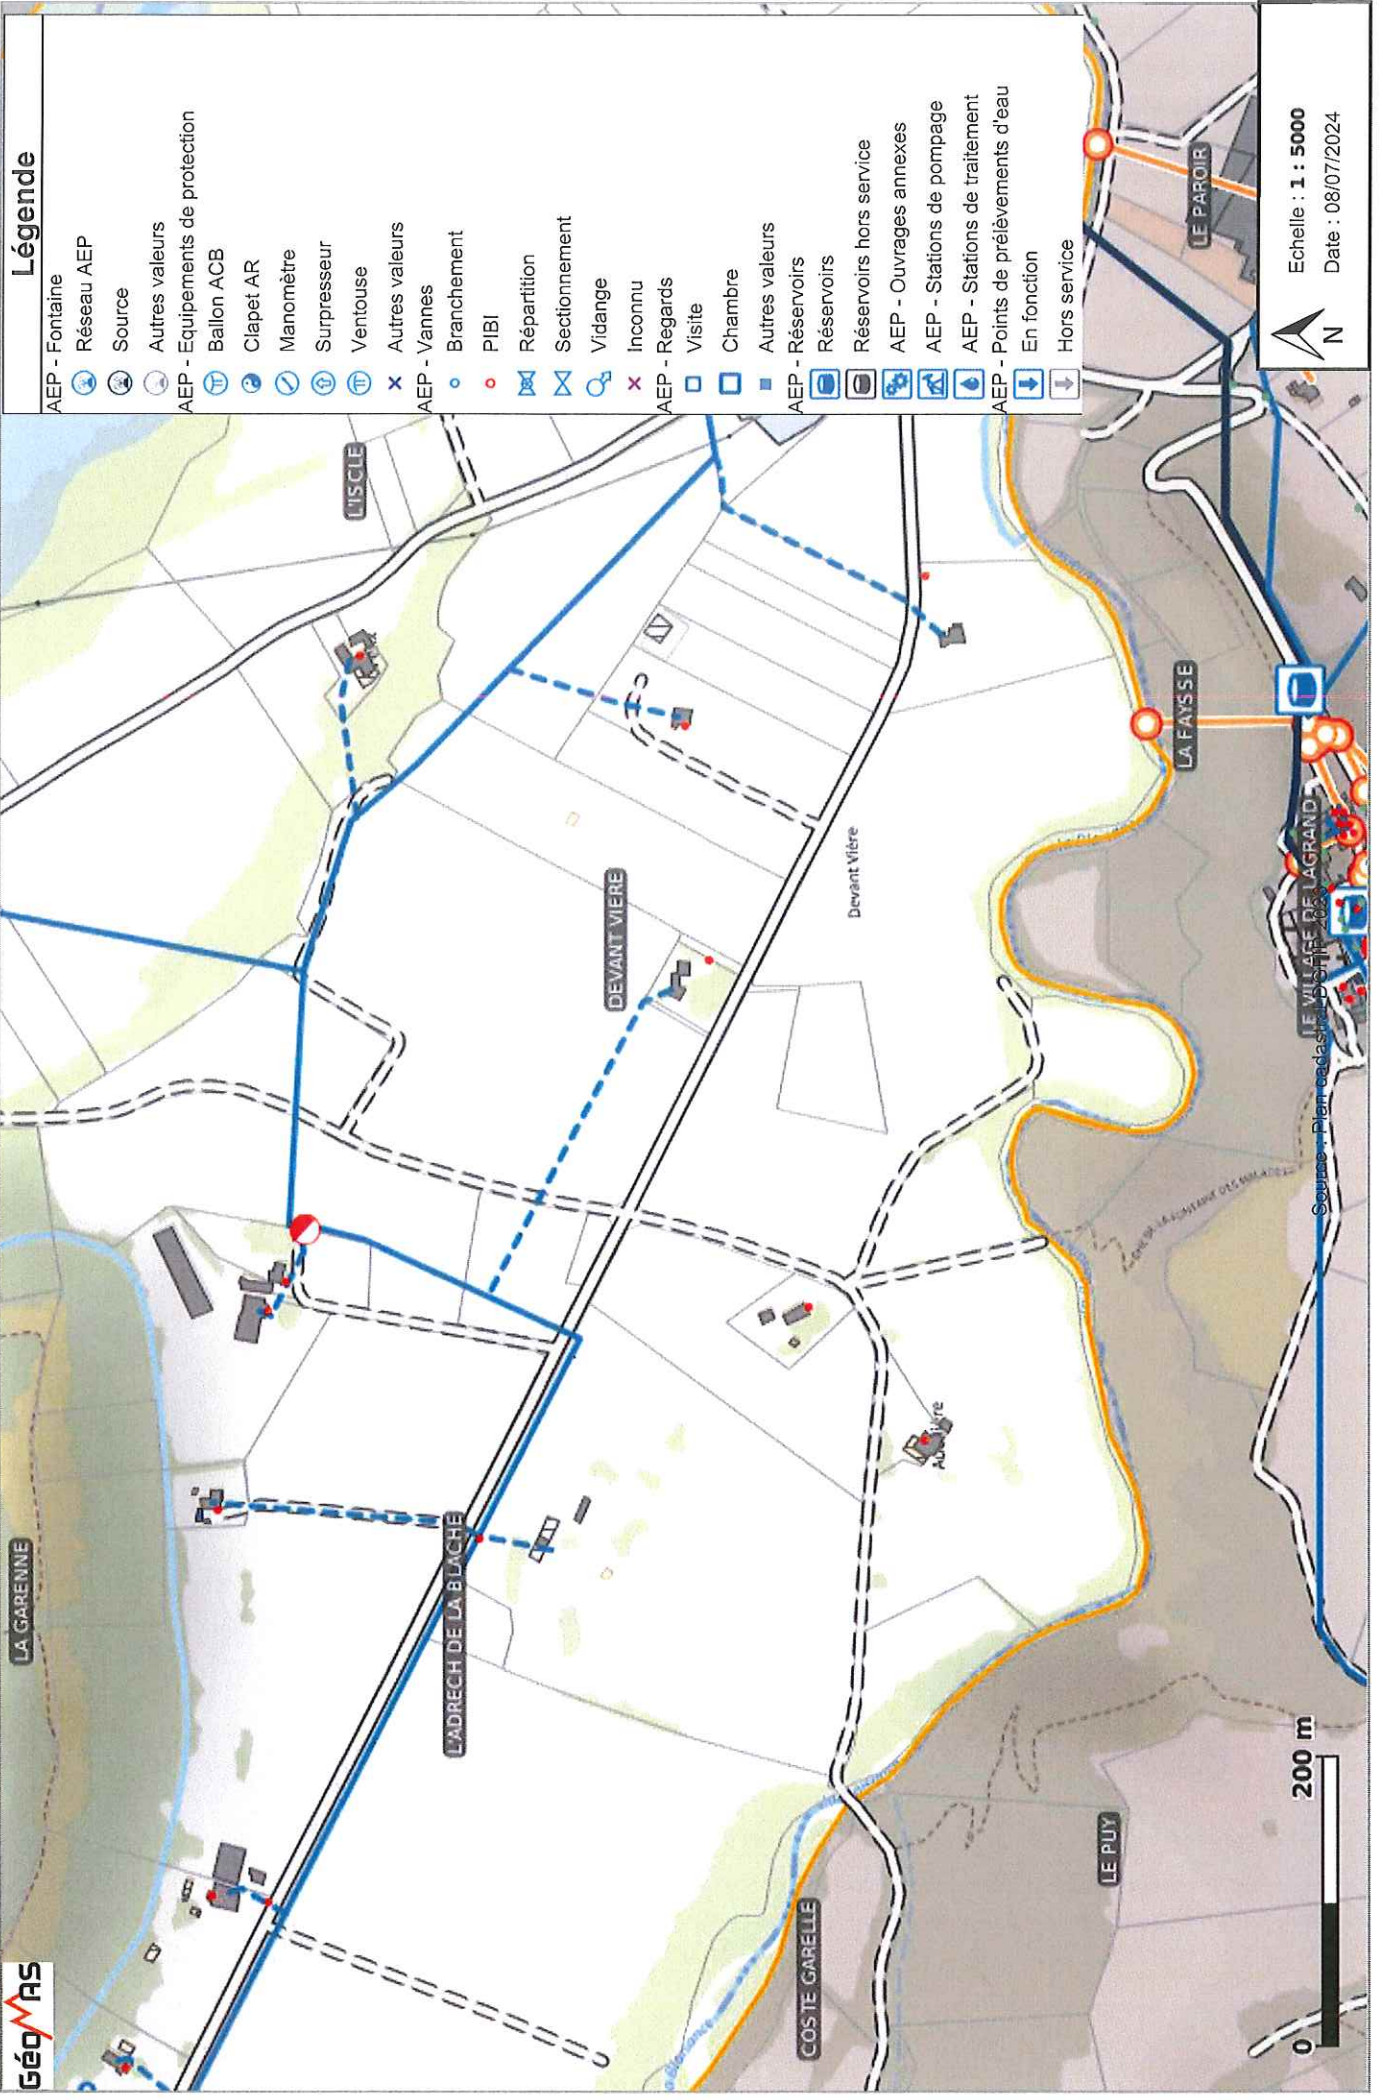 GéoMAS
Légende
AEP - Fontaine
Réseau AEP
Source
Autres valeurs
AEP - Equipements de protection
Ballon ACB
Clapet AR
Manomètre
Surpresseur
Ventouse
Autres valeurs
AEP - Vannes
Branchement
PIBI
Répartition
Sectionnement
Vidange
Inconnu
AEP - Regards
Visite
Chambre
Autres valeurs
AEP - Réservoirs
Réservoirs
Réservoirs hors service
AEP - Ouvrages annexes
AEP - Stations de pompage
AEP - Stations de traitement
AEP - Points de prélèvements d'eau
En fonction
Hors service
LA GARENNE
L'ISCLE
L'ADRECH DE LA BLACHE
DEVANT VIERE
Devant Vière
COSTE GARELLE
LE PUY
LA FAYSSE
LE PAROIR
LE VILLAGE DE LAGRAND
Source : Plan cadastral
0
200 m
N
Echelle : 1 : 5000
Date : 08/07/2024